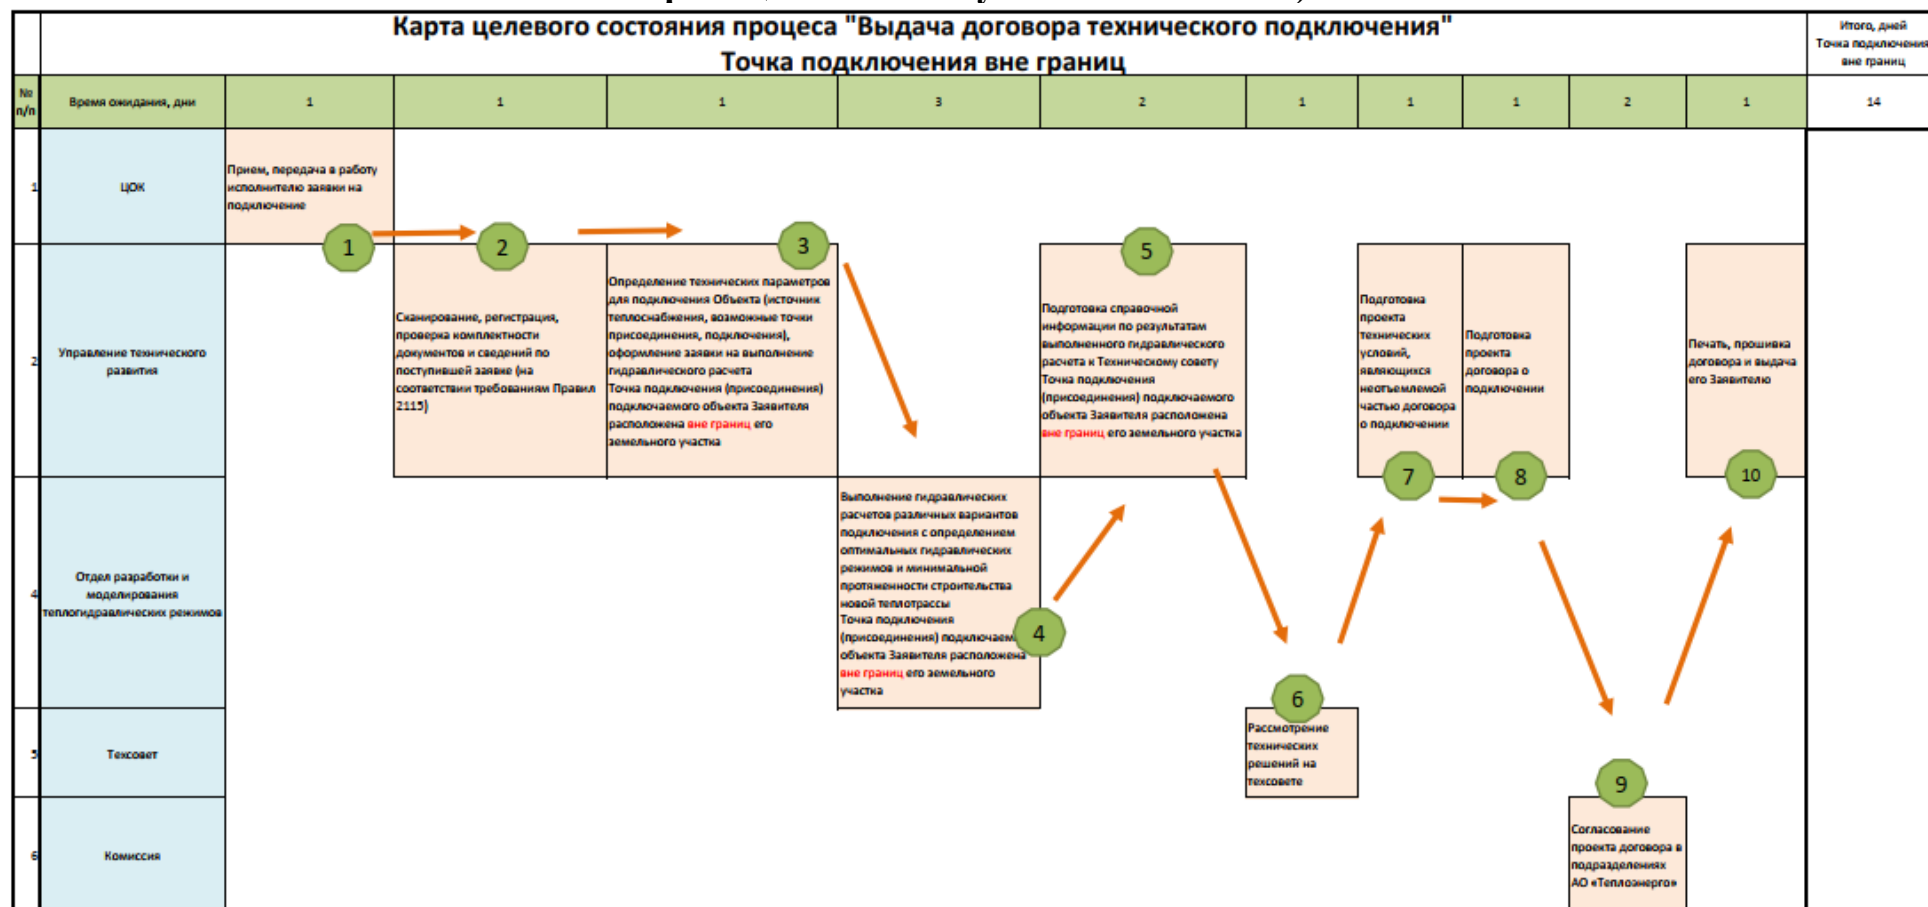 Карта целевого состояния процеса "Выдача договора технического подключения"
Точка подключения вне границ
Итого, дней
Точка подключения
вне границ
№
п/п
Время ожидания, дни
1
1
1
3
2
1
1
1
2
1
14
1
ЦОК
Прием, передача в работу
исполнителю заявки на
подключение
1
2
3
5
2
Управление технического
развития
Сканирование, регистрация,
проверка комплектности
документов и сведений по
поступившей заявке (на
соответствии требованиям Правил
2115)
Определение технических параметров
для подключения Объекта (источник
теплоснабжения, возможные точки
присоединения, подключения),
оформление заявки на выполнение
гидравлического расчета
Точка подключения (присоединения)
подключаемого объекта Заявителя
расположена вне границ его
земельного участка
Подготовка справочной
информации по результатам
выполненного гидравлического
расчета к Техническому совету
Точка подключения
(присоединения) подключаемого
объекта Заявителя расположена
вне границ его земельного участка
Подготовка
проекта
технических
условий,
являющихся
неотъемлемой
частью договора
о подключении
Подготовка
проекта
договора о
подключении
Печать, прошивка
договора и выдача
его Заявителю
7
8
10
4
Отдел разработки и
моделирования
теплогидравлических режимов
Выполнение гидравлических
расчетов различных вариантов
подключения с определением
оптимальных гидравлических
режимов и минимальной
протяженности строительства
новой теплотрассы
Точка подключения
(присоединения) подключаем
объекта Заявителя расположена
вне границ его земельного
участка
4
6
5
Техсовет
Рассмотрение
технических
решений на
техсовете
9
6
Комиссия
Согласование
проекта договора в
подразделениях
АО «Теплоэнерго»